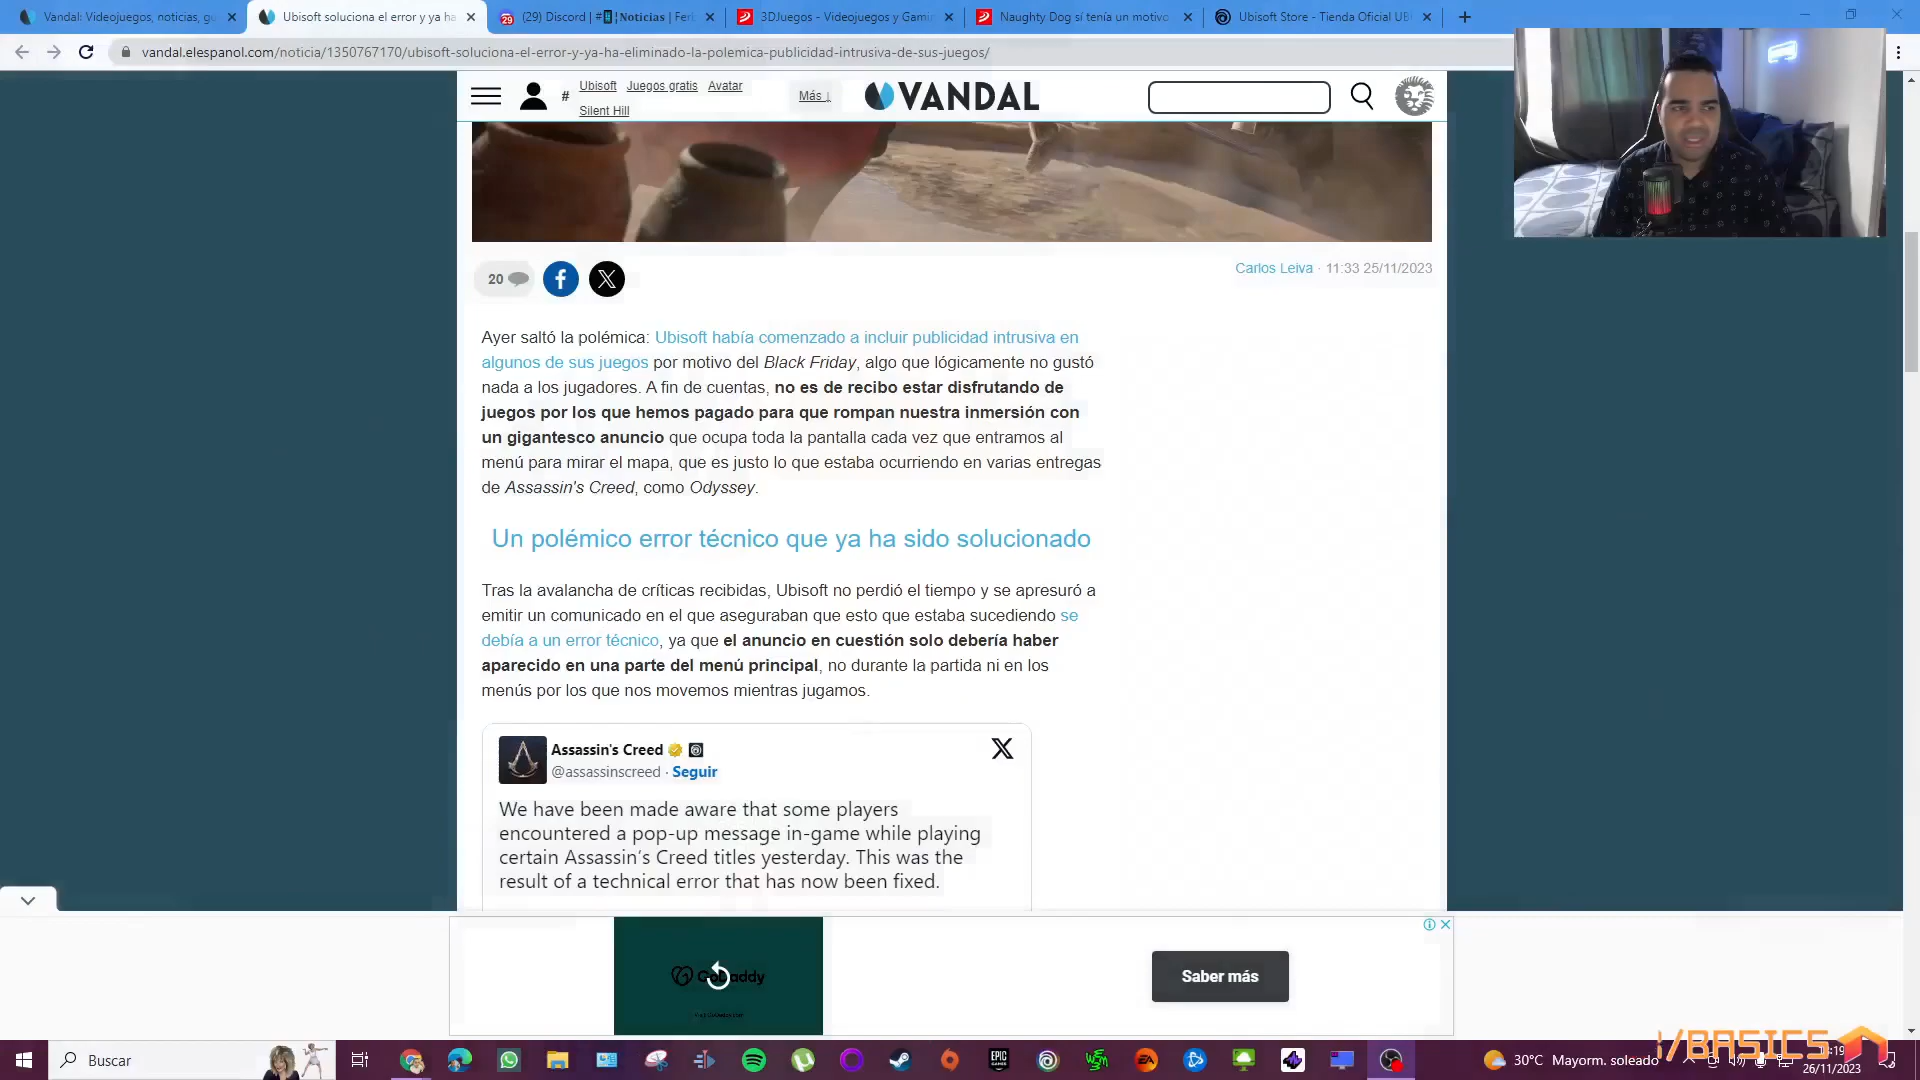 Vandal: Videojuegos, noticias, gu
Ubisoft soluciona el error y ya ha
(29) Discord | #📱¦Noticias | Fer
3DJuegos - Videojuegos y Gamin
Naughty Dog sí tenía un motivo
Ubisoft Store - Tienda Oficial UB
vandal.elespanol.com/noticia/1350767170/ubisoft-soluciona-el-error-y-ya-ha-eliminado-la-polemica-publicidad-intrusiva-de-sus-juegos/
# Ubisoft Juegos gratis Avatar
Silent Hill
Más ↓
VANDAL
20
Carlos Leiva · 11:33 25/11/2023
Ayer saltó la polémica: Ubisoft había comenzado a incluir publicidad intrusiva en
algunos de sus juegos por motivo del Black Friday, algo que lógicamente no gustó
nada a los jugadores. A fin de cuentas, no es de recibo estar disfrutando de
juegos por los que hemos pagado para que rompan nuestra inmersión con
un gigantesco anuncio que ocupa toda la pantalla cada vez que entramos al
menú para mirar el mapa, que es justo lo que estaba ocurriendo en varias entregas
de Assassin's Creed, como Odyssey.
Un polémico error técnico que ya ha sido solucionado
Tras la avalancha de críticas recibidas, Ubisoft no perdió el tiempo y se apresuró a
emitir un comunicado en el que aseguraban que esto que estaba sucediendo se
debía a un error técnico, ya que el anuncio en cuestión solo debería haber
aparecido en una parte del menú principal, no durante la partida ni en los
menús por los que nos movemos mientras jugamos.
Assassin's Creed
@assassinscreed · Seguir
We have been made aware that some players
encountered a pop-up message in-game while playing
certain Assassin's Creed titles yesterday. This was the
result of a technical error that has now been fixed.
GoDaddy
Saber más
Buscar
EPIC GAMES
EA
30°C Mayorm. soleado
26/11/2023
/BASICS